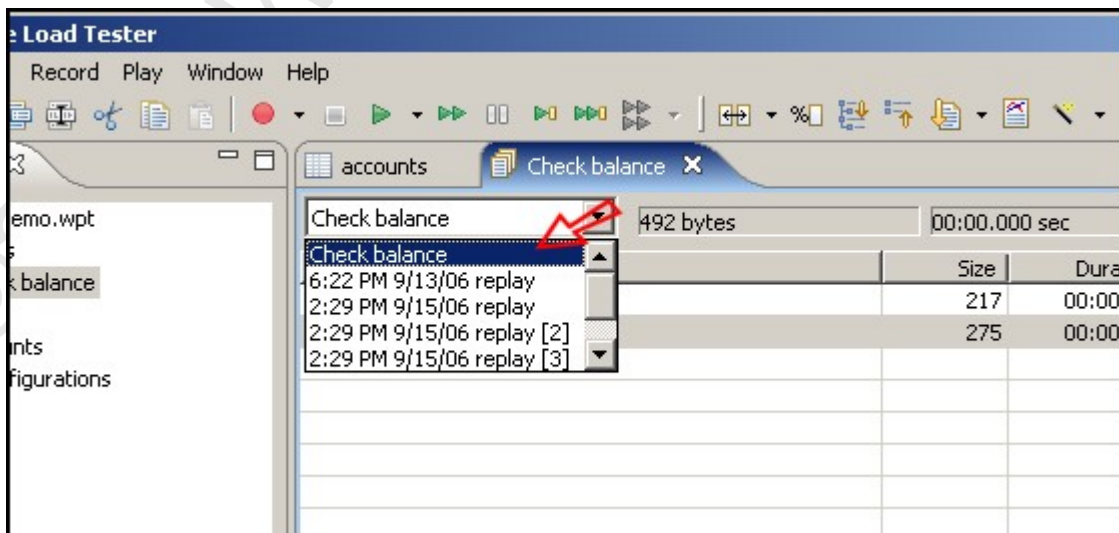 e Load Tester
Record Play Window Help
accounts Check balance
emo.wpt
Check balance 492 bytes 00:00.000 sec
Check balance
k balance
Size Dura
6:22 PM 9/13/06 replay
217 00:00
2:29 PM 9/15/06 replay
2:29 PM 9/15/06 replay [2] 275 00:00
unts
2:29 PM 9/15/06 replay [3]
figurations